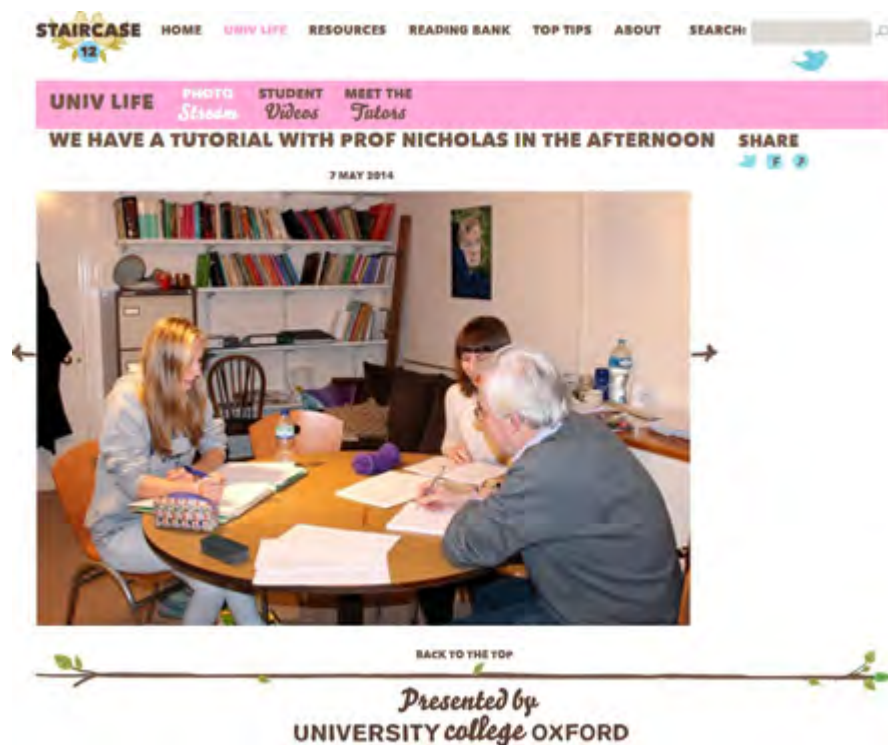 STAIRCASE
12
HOME UNIV LIFE RESOURCES READING BANK TOP TIPS ABOUT SEARCH:
UNIV LIFE
PHOTO Stream
STUDENT Videos
MEET THE Tutors
WE HAVE A TUTORIAL WITH PROF NICHOLAS IN THE AFTERNOON
SHARE
7 MAY 2014
BACK TO THE TOP
Presented by
UNIVERSITY college OXFORD